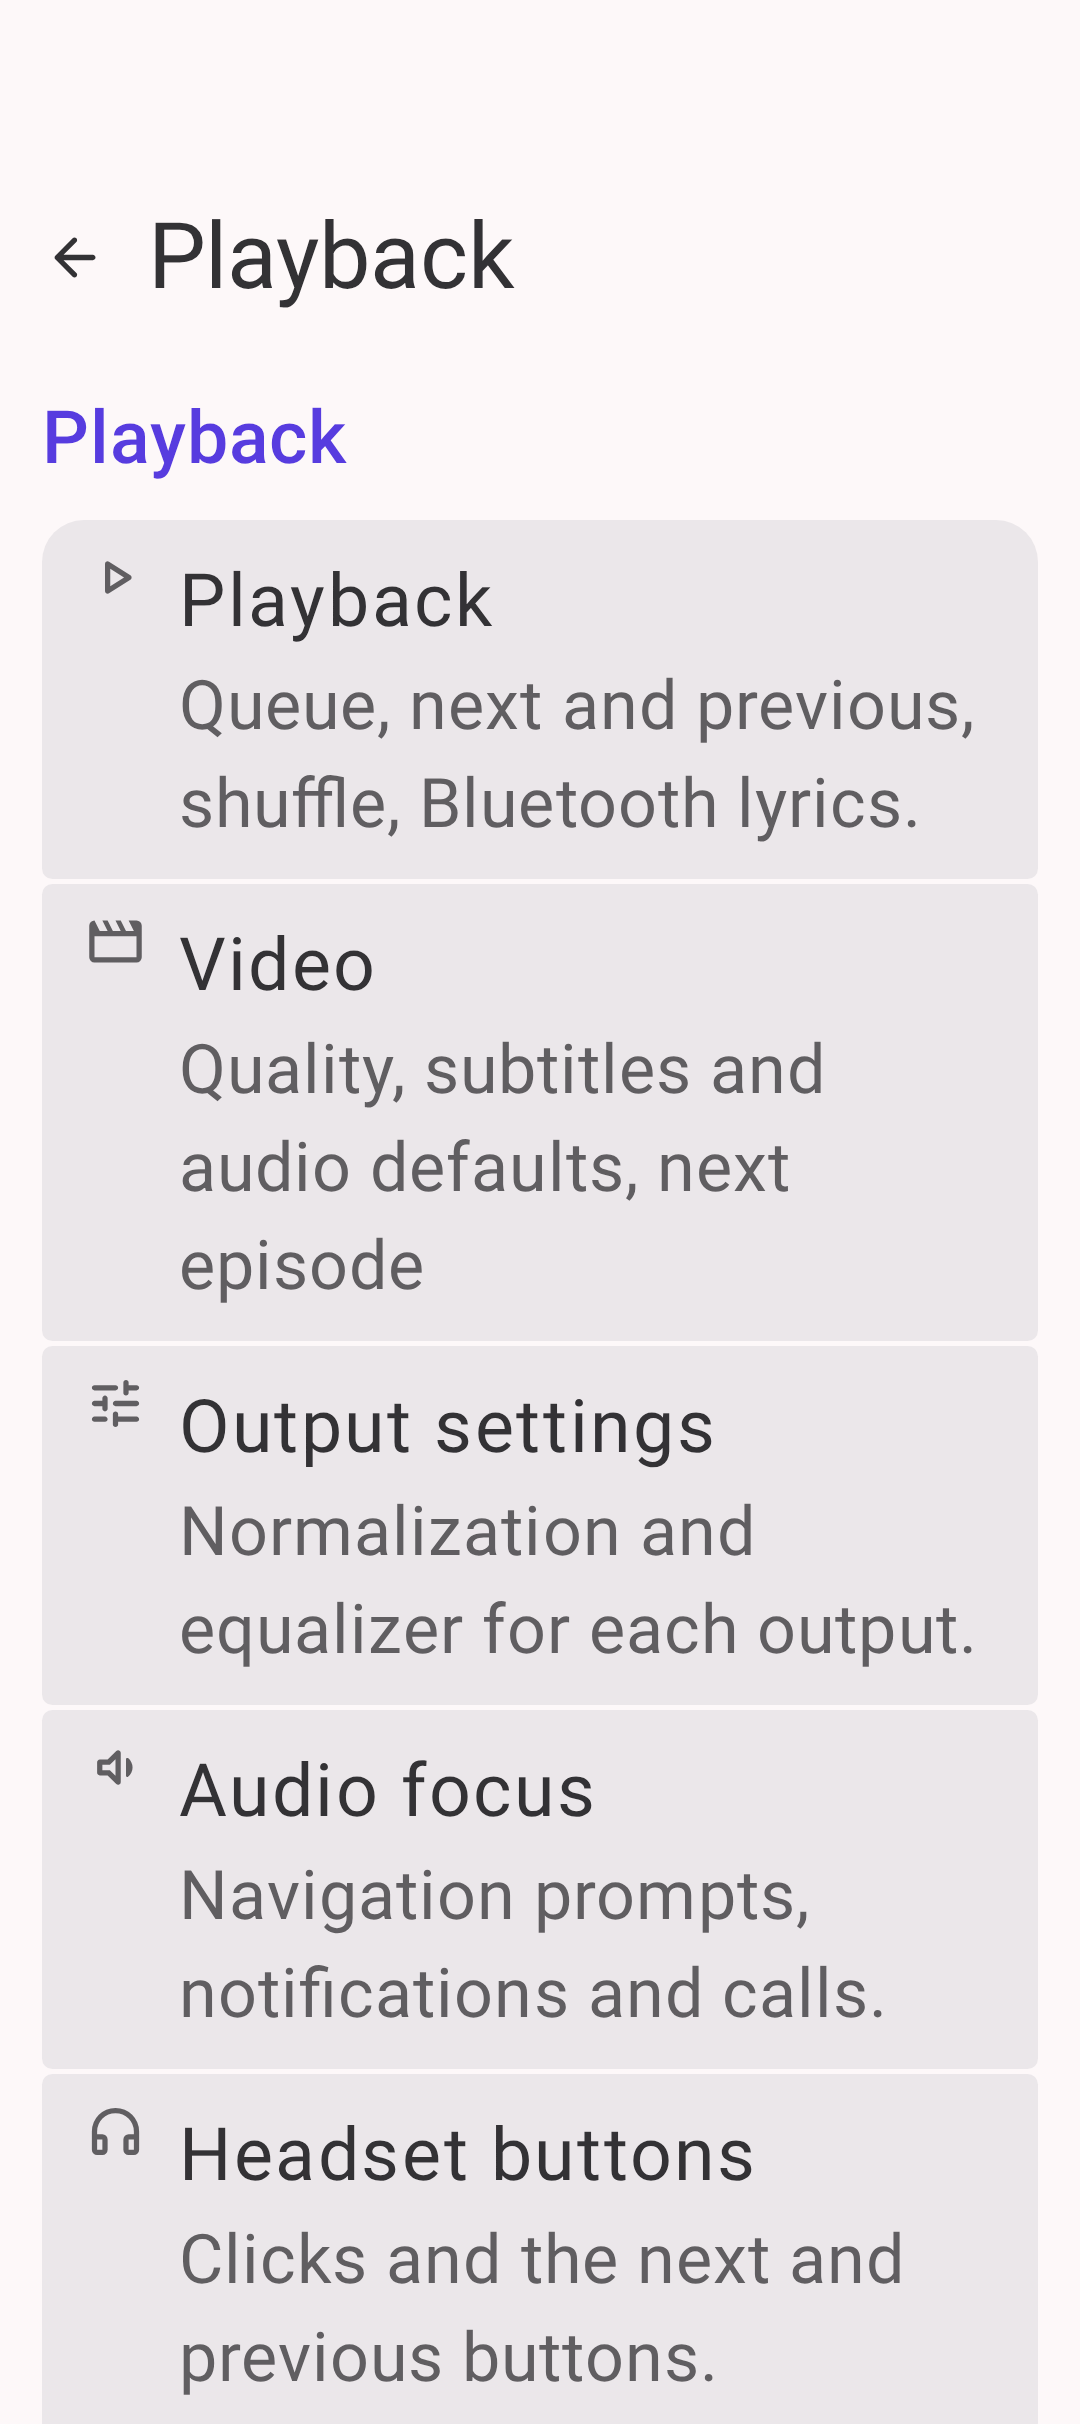 Playback
Playback
Playback
Queue, next and previous,
shuffle, Bluetooth lyrics.
Video
Quality, subtitles and
audio defaults, next
episode
Output settings
Normalization and
equalizer for each output.
Audio focus
Navigation prompts,
notifications and calls.
Headset buttons
Clicks and the next and
previous buttons.